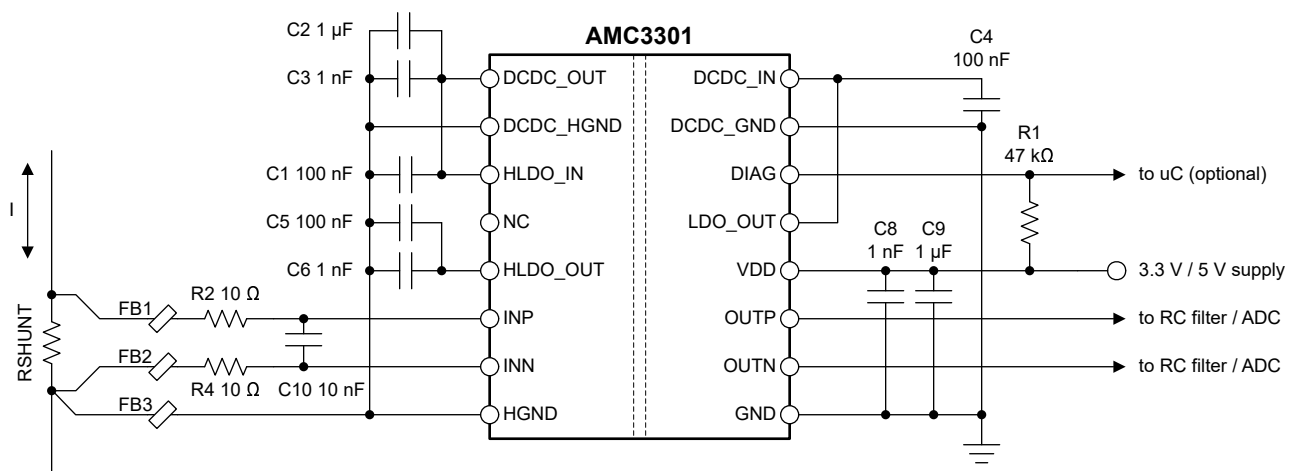 C2 1 µF
AMC3301
C4
100 nF
C3 1 nF
DCDC_OUT
DCDC_IN
DCDC_HGND
DCDC_GND
R1
47 kΩ
C1 100 nF
HLDO_IN
DIAG
to uC (optional)
I
C5 100 nF
NC
LDO_OUT
C8
1 nF
C9
1 µF
C6 1 nF
HLDO_OUT
VDD
3.3 V / 5 V supply
RSHUNT
FB1
R2 10 Ω
INP
OUTP
to RC filter / ADC
FB2
R4 10 Ω
C10 10 nF
INN
OUTN
to RC filter / ADC
FB3
HGND
GND